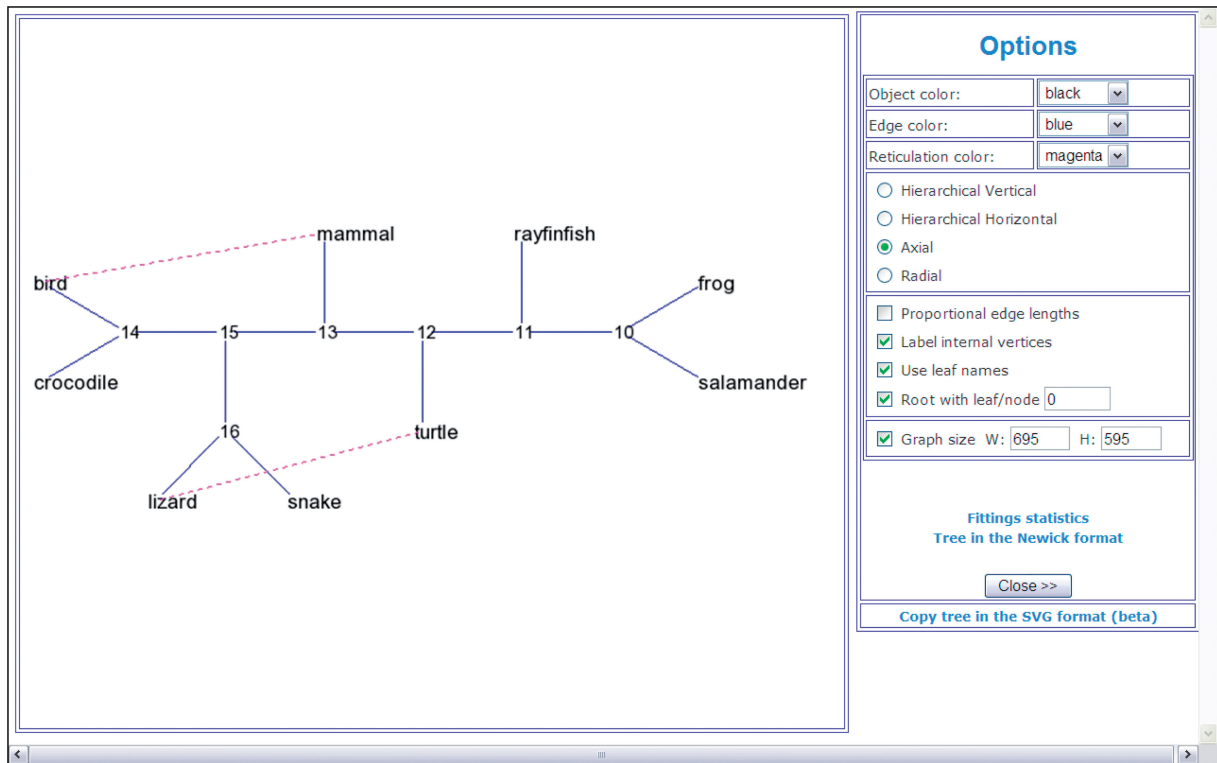 mammal
rayfinfish
bird
frog
14
15
13
12
11
10
crocodile
salamander
16
turtle
lizard
snake
Options
Object color: black
Edge color: blue
Reticulation color: magenta
Hierarchical Vertical
Hierarchical Horizontal
Axial
Radial
Proportional edge lengths
Label internal vertices
Use leaf names
Root with leaf/node 0
Graph size W: 695 H: 595
Fittings statistics
Tree in the Newick format
Close >>
Copy tree in the SVG format (beta)